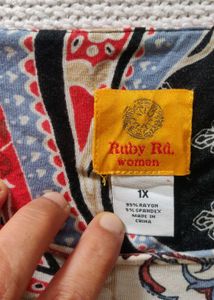 Ruby Rd.
women
1X
95% RAYON
5% SPANDEX
MADE IN
CHINA